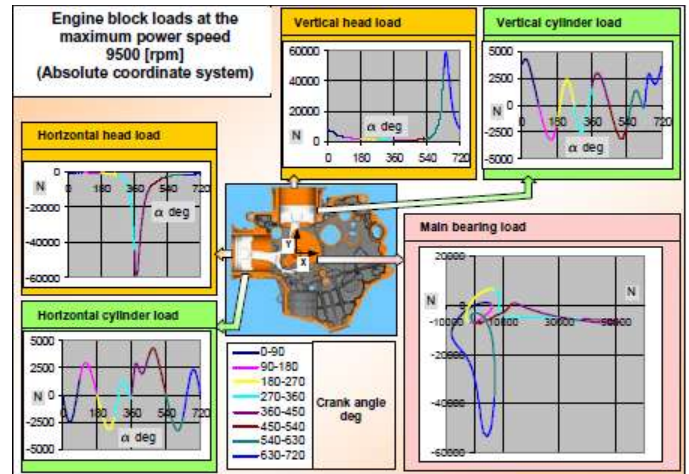 Engine block loads at the
maximum power speed
9500 [rpm]
(Absolute coordinate system)
Vertical head load
60000
40000
20000
0
N
α deg
0 180 360 540 720
Vertical cylinder load
5000
2500
0
-2500
-5000
N
α deg
0 180 360 540 720
Horizontal head load
0
-20000
-40000
-60000
N
α deg
0 180 360 540 720
Y
X
Main bearing load
20000
0
-20000
-40000
-60000
N
N
-10000 10000 30000 50000
Horizontal cylinder load
5000
2500
0
-2500
-5000
N
α deg
0 180 360 540 720
0-90
90-180
180-270
270-360
360-450
450-540
540-630
630-720
Crank angle
deg